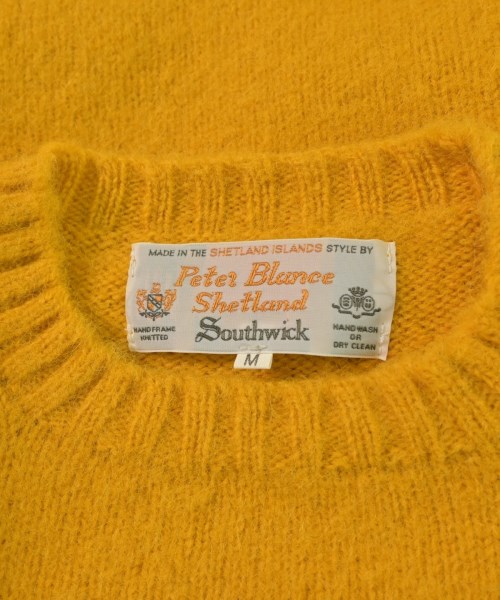 MADE IN THE SHETLAND ISLANDS STYLE BY
Peter Blance
Shetland
Southwick
HAND FRAME
KNITTED
HAND WASH
OR
DRY CLEAN
M